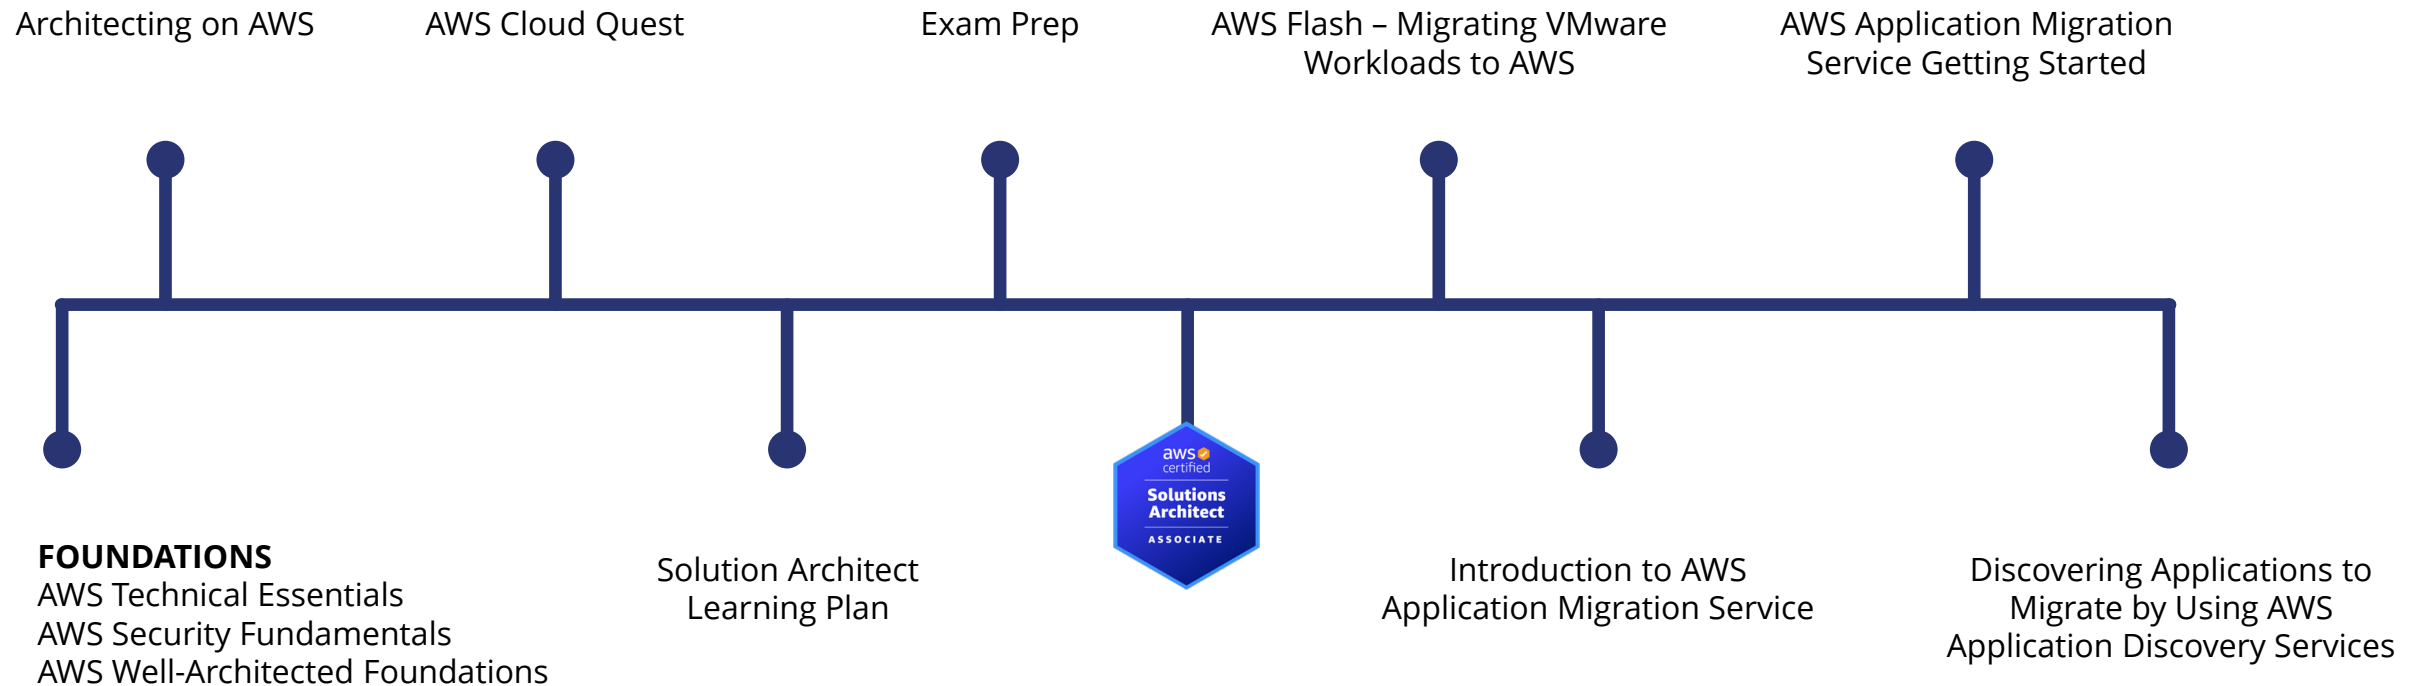 Architecting on AWS
AWS Cloud Quest
Exam Prep
AWS Flash – Migrating VMware
Workloads to AWS
AWS Application Migration
Service Getting Started
FOUNDATIONS
AWS Technical Essentials
AWS Security Fundamentals
AWS Well-Architected Foundations
Solution Architect
Learning Plan
aws
certified
Solutions
Architect
ASSOCIATE
Introduction to AWS
Application Migration Service
Discovering Applications to
Migrate by Using AWS
Application Discovery Services